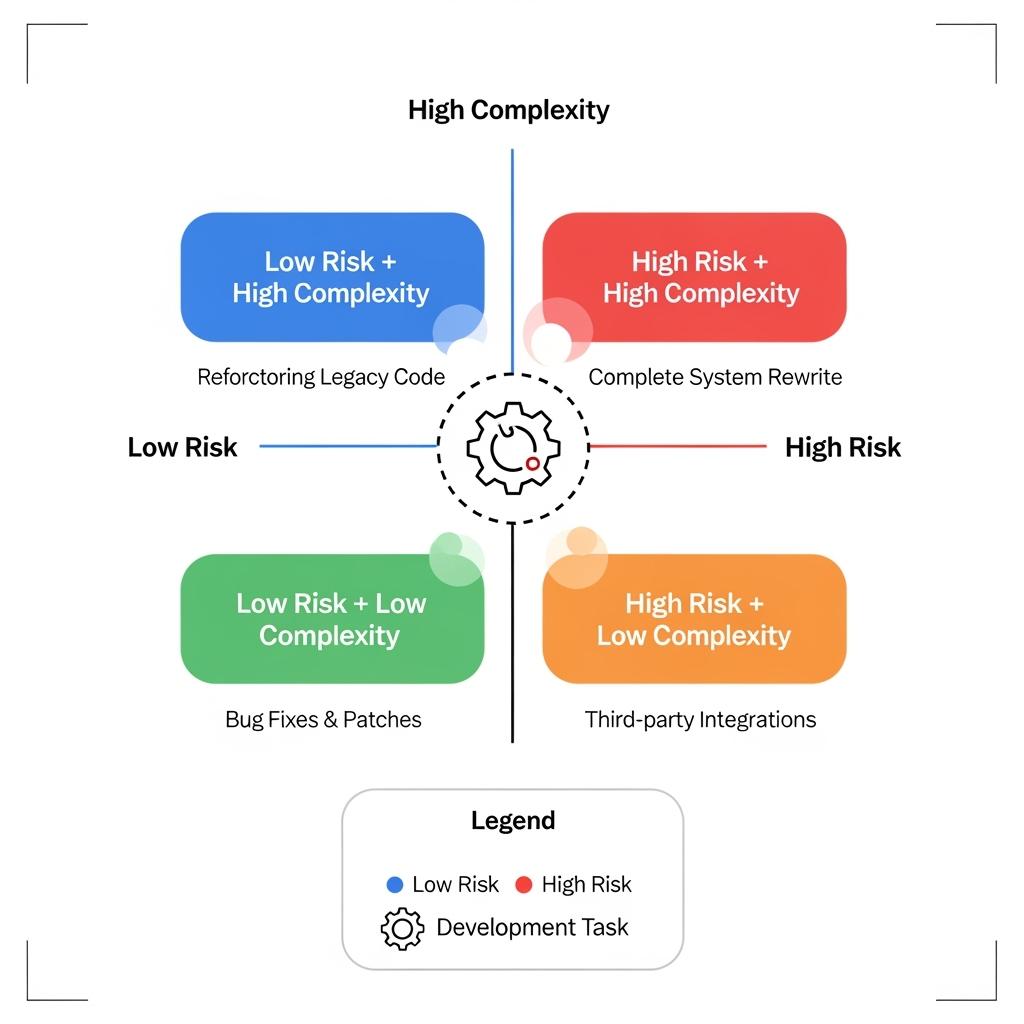 High Complexity
Low Risk +
High Complexity
High Risk +
High Complexity
Reforctoring Legacy Code
Complete System Rewrite
Low Risk
High Risk
Low Risk + Low
Complexity
High Risk +
Low Complexity
Bug Fixes & Patches
Third-party Integrations
Legend
Low Risk
High Risk
Development Task